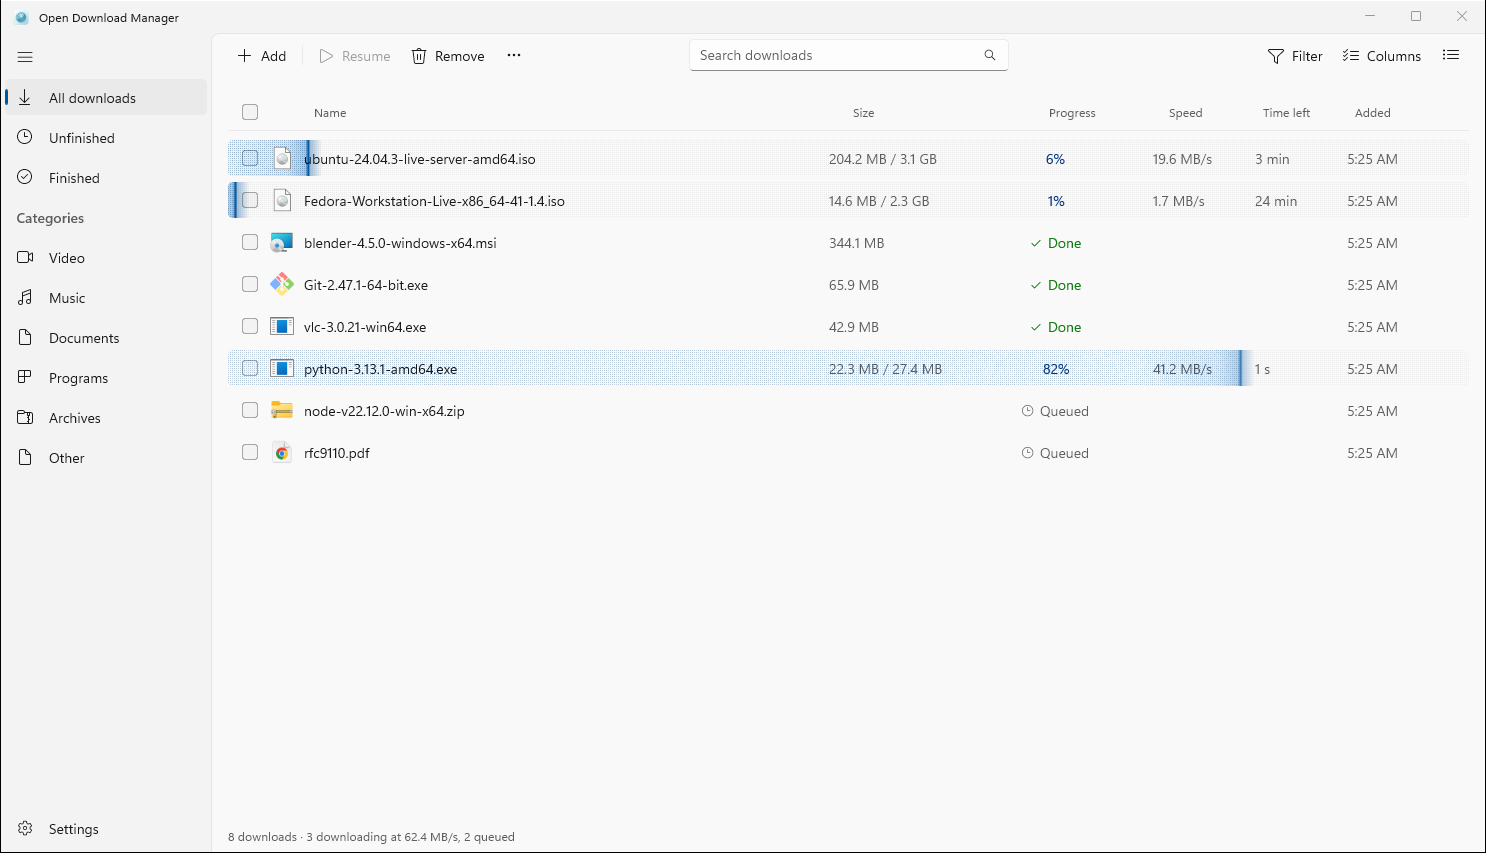 Open Download Manager
Add
Resume
Remove
Search downloads
Filter
Columns
All downloads
Unfinished
Finished
Categories
Video
Music
Documents
Programs
Archives
Other
Settings
Name Size Progress Speed Time left Added
ubuntu-24.04.3-live-server-amd64.iso 204.2 MB / 3.1 GB 6% 19.6 MB/s 3 min 5:25 AM
Fedora-Workstation-Live-x86_64-41-1.4.iso 14.6 MB / 2.3 GB 1% 1.7 MB/s 24 min 5:25 AM
blender-4.5.0-windows-x64.msi 344.1 MB Done 5:25 AM
Git-2.47.1-64-bit.exe 65.9 MB Done 5:25 AM
vlc-3.0.21-win64.exe 42.9 MB Done 5:25 AM
python-3.13.1-amd64.exe 22.3 MB / 27.4 MB 82% 41.2 MB/s 1 s 5:25 AM
node-v22.12.0-win-x64.zip Queued 5:25 AM
rfc9110.pdf Queued 5:25 AM
8 downloads · 3 downloading at 62.4 MB/s, 2 queued